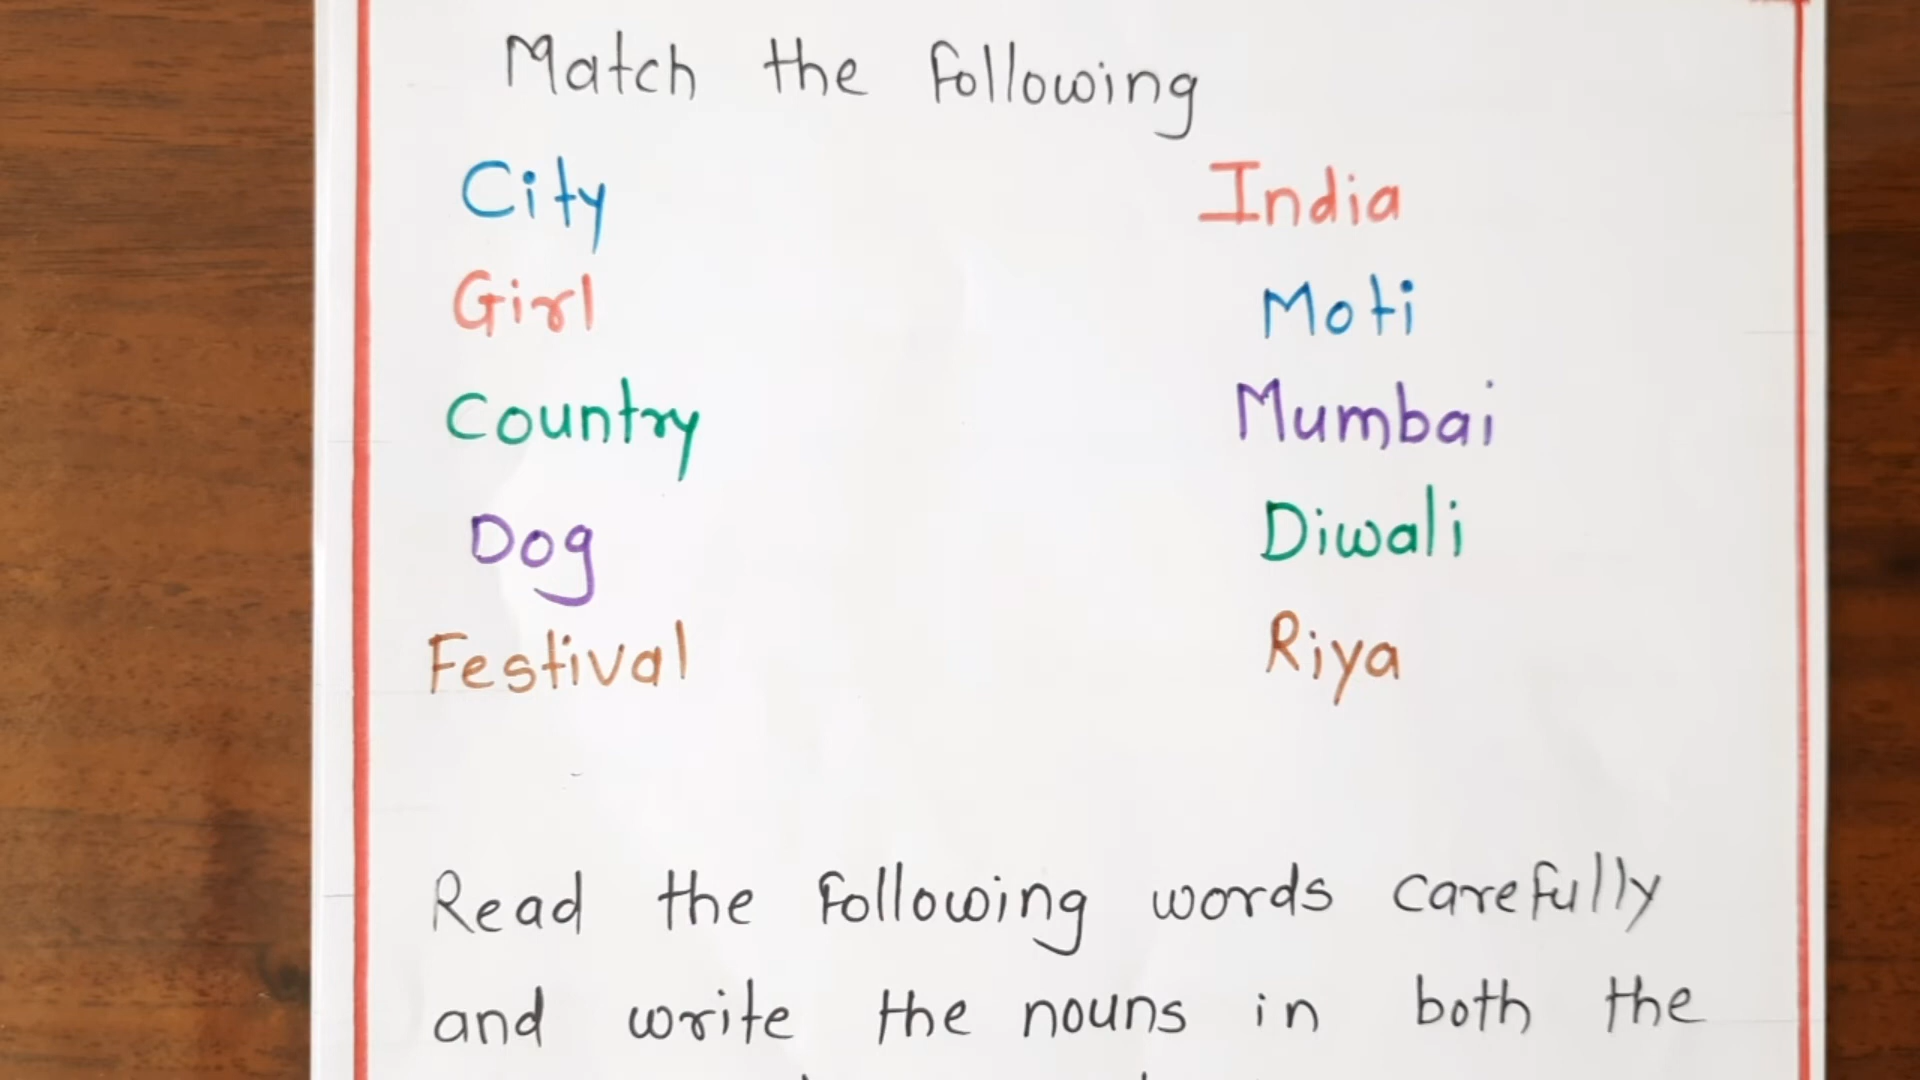 Match the Following
City India
Girl Moti
Country Mumbai
Dog Diwali
Festival Riya
Read the Following words carefully
and write the nouns in both the